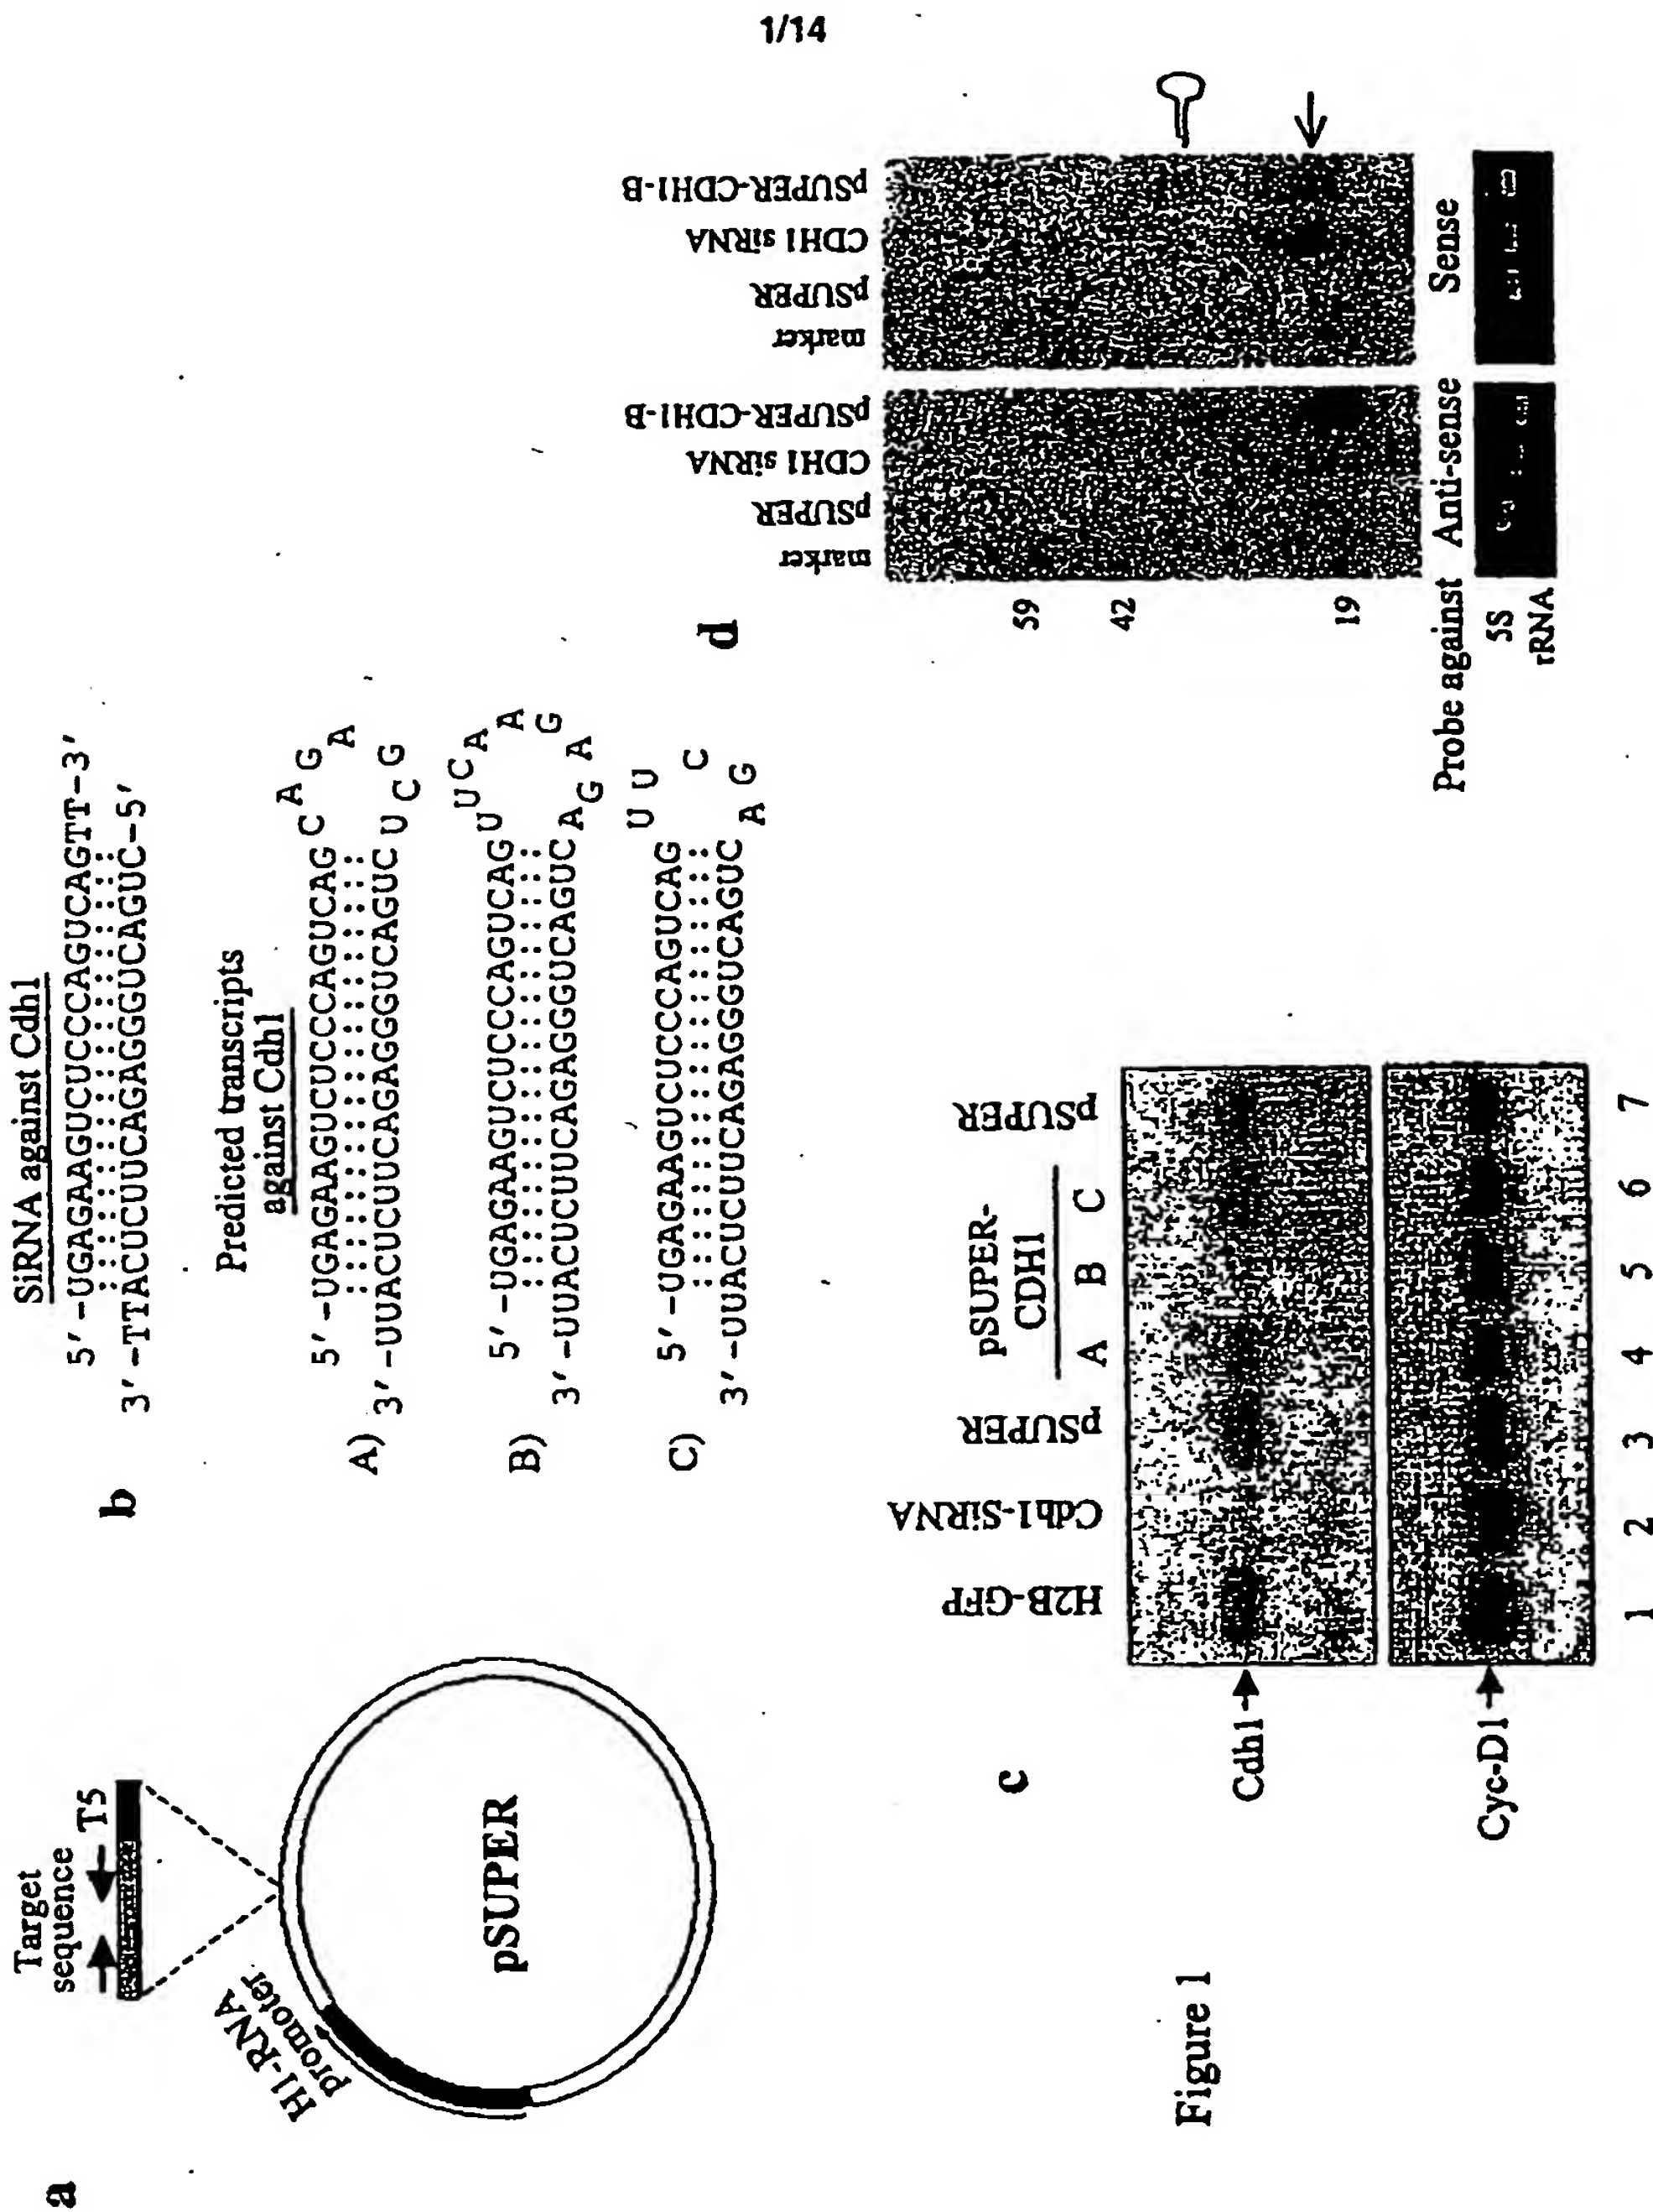 1/14
a
Target
sequence
T5
H1-RNA
promoter
pSUPER
b
SiRNA against Cdh1
5'-UGAGAAGUCUUCCCAGUCAGTT-3'
3'-TTACUCUUCAGAGGGUCAGUC-5'
Predicted transcripts
against Cdh1
A)
5'-UGAGAAGUCUCCCAGUCAG
C A G A G C U
3'-UUACUCUUCAGAGGGUCAGUC
B)
5'-UGAGAAGUCUCCCAGUCAG
U U C A A G A G A
3'-UUACUCUUCAGAGGGUCAGUC
C)
5'-UGAGAAGUCUCCCAGUCAG
U U C G A
3'-UUACUCUUCAGAGGGUCAGUC
c
H2B-GFP
Cdh1-SiRNA
pSUPER
pSUPER-
CDH1
A B C
pSUPER
Cdh1
Cyc-D1
1 2 3 4 5 6 7
d
marker
pSUPER
CDH1 siRNA
pSUPER-CDH1-B
marker
pSUPER
CDH1 siRNA
pSUPER-CDH1-B
59
42
19
Probe against Anti-sense Sense
5S
rRNA
Figure 1